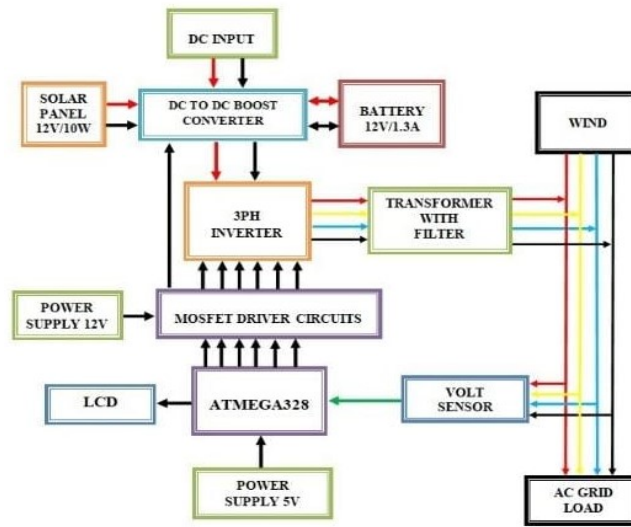 DC INPUT
SOLAR
PANEL
12V/10W
DC TO DC BOOST
CONVERTER
BATTERY
12V/1.3A
WIND
3PH
INVERTER
TRANSFORMER
WITH
FILTER
POWER
SUPPLY 12V
MOSFET DRIVER CIRCUITS
LCD
ATMEGA328
VOLT
SENSOR
POWER
SUPPLY 5V
AC GRID
LOAD